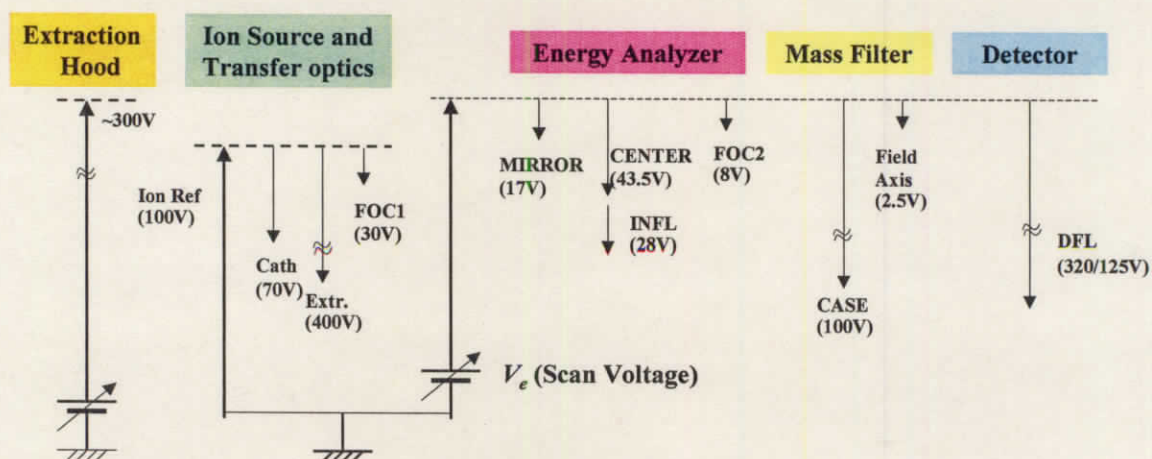 Extraction
Hood
Ion Source and
Transfer optics
Energy Analyzer
Mass Filter
Detector
~300V
Ion Ref
(100V)
Cath
(70V)
Extr.
(400V)
FOC1
(30V)
MIRROR
(17V)
CENTER
(43.5V)
INFL
(28V)
FOC2
(8V)
CASE
(100V)
Field
Axis
(2.5V)
DFL
(320/125V)
Ve (Scan Voltage)